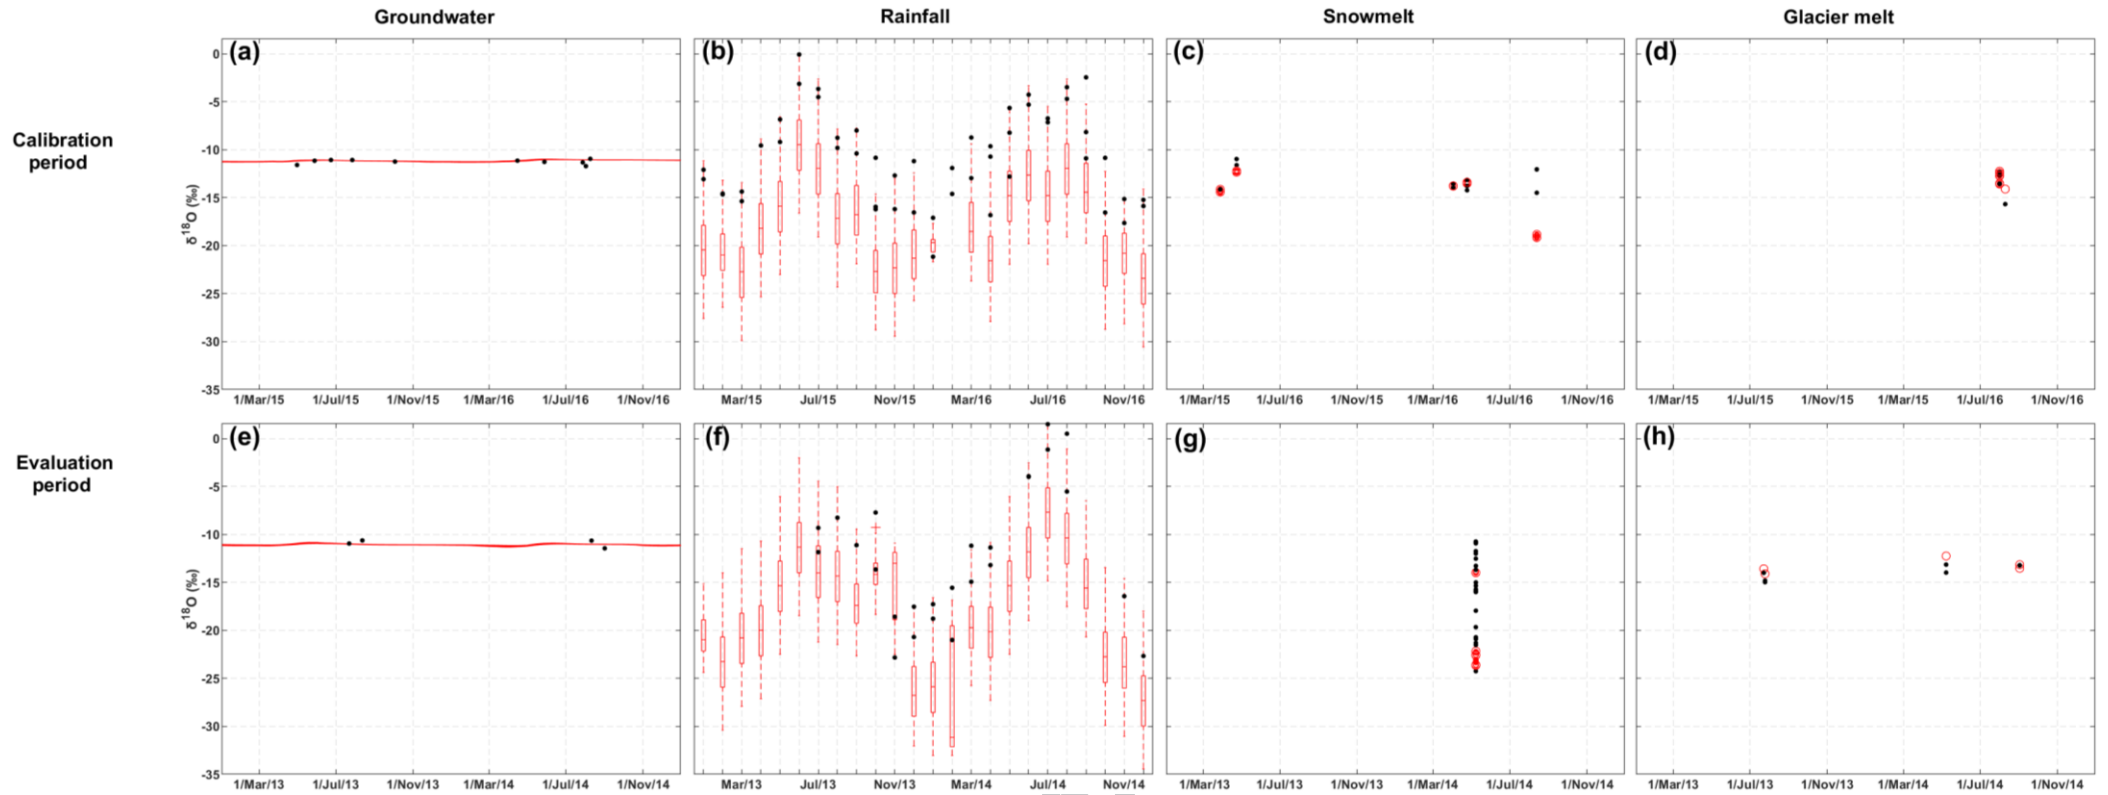 Groundwater Rainfall Snowmelt Glacier melt
Calibration
period
(a) (b) (c) (d)
δ18O (‰)
0
-5
-10
-15
-20
-25
-30
-35
1/Mar/15 1/Jul/15 1/Nov/15 1/Mar/16 1/Jul/16 1/Nov/16
Mar/15 Jul/15 Nov/15 Mar/16 Jul/16 Nov/16
1/Mar/15 1/Jul/15 1/Nov/15 1/Mar/16 1/Jul/16 1/Nov/16
1/Mar/15 1/Jul/15 1/Nov/15 1/Mar/16 1/Jul/16 1/Nov/16
Evaluation
period
(e) (f) (g) (h)
δ18O (‰)
0
-5
-10
-15
-20
-25
-30
-35
1/Mar/13 1/Jul/13 1/Nov/13 1/Mar/14 1/Jul/14 1/Nov/14
Mar/13 Jul/13 Nov/13 Mar/14 Jul/14 Nov/14
1/Mar/13 1/Jul/13 1/Nov/13 1/Mar/14 1/Jul/14 1/Nov/14
1/Mar/13 1/Jul/13 1/Nov/13 1/Mar/14 1/Jul/14 1/Nov/14